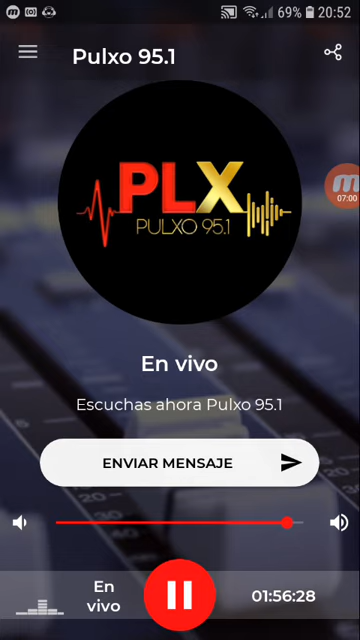 69% 20:52
Pulxo 95.1
PLX
PULXO 95.1
07:00
En vivo
Escuchas ahora Pulxo 95.1
ENVIAR MENSAJE
En
vivo
01:56:28